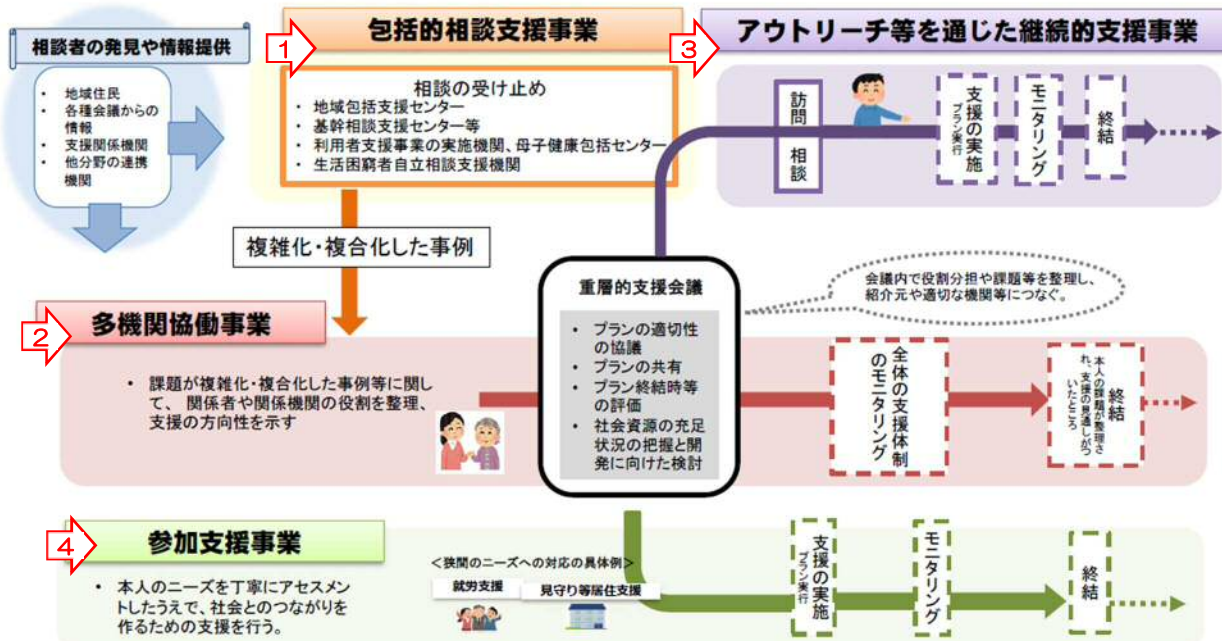 相談者の発見や情報提供
・ 地域住民
・ 各種会議からの
情報
・ 支援関係機関
・ 他分野の連携
機関
1
包括的相談支援事業
相談の受け止め
・ 地域包括支援センター
・ 基幹相談支援センター等
・ 利用者支援事業の実施機関、母子健康包括センター
・ 生活困窮者自立相談支援機関
複雑化・複合化した事例
3
アウトリーチ等を通じた継続的支援事業
訪問
相談
支援の実施
プラン実行
モニタリング
終結
2
多機関協働事業
・ 課題が複雑化・複合化した事例等に関し
て、 関係者や関係機関の役割を整理、
支援の方向性を示す
重層的支援会議
・ プランの適切性
の協議
・ プランの共有
・ プラン終結時等
の評価
・ 社会資源の充足
状況の把握と開
発に向けた検討
会議内で役割分担や課題等を整理し、
紹介元や適切な機関等につなぐ。
全体の支援体制
のモニタリング
終結
本人の課題が整理さ
れ、支援の見通しがつ
いたところ
4
参加支援事業
・ 本人のニーズを丁寧にアセスメン
トしたうえで、社会とのつながりを
作るための支援を行う。
＜狭間のニーズへの対応の具体例＞
就労支援
見守り等居住支援
支援の実施
プラン実行
モニタリング
終結